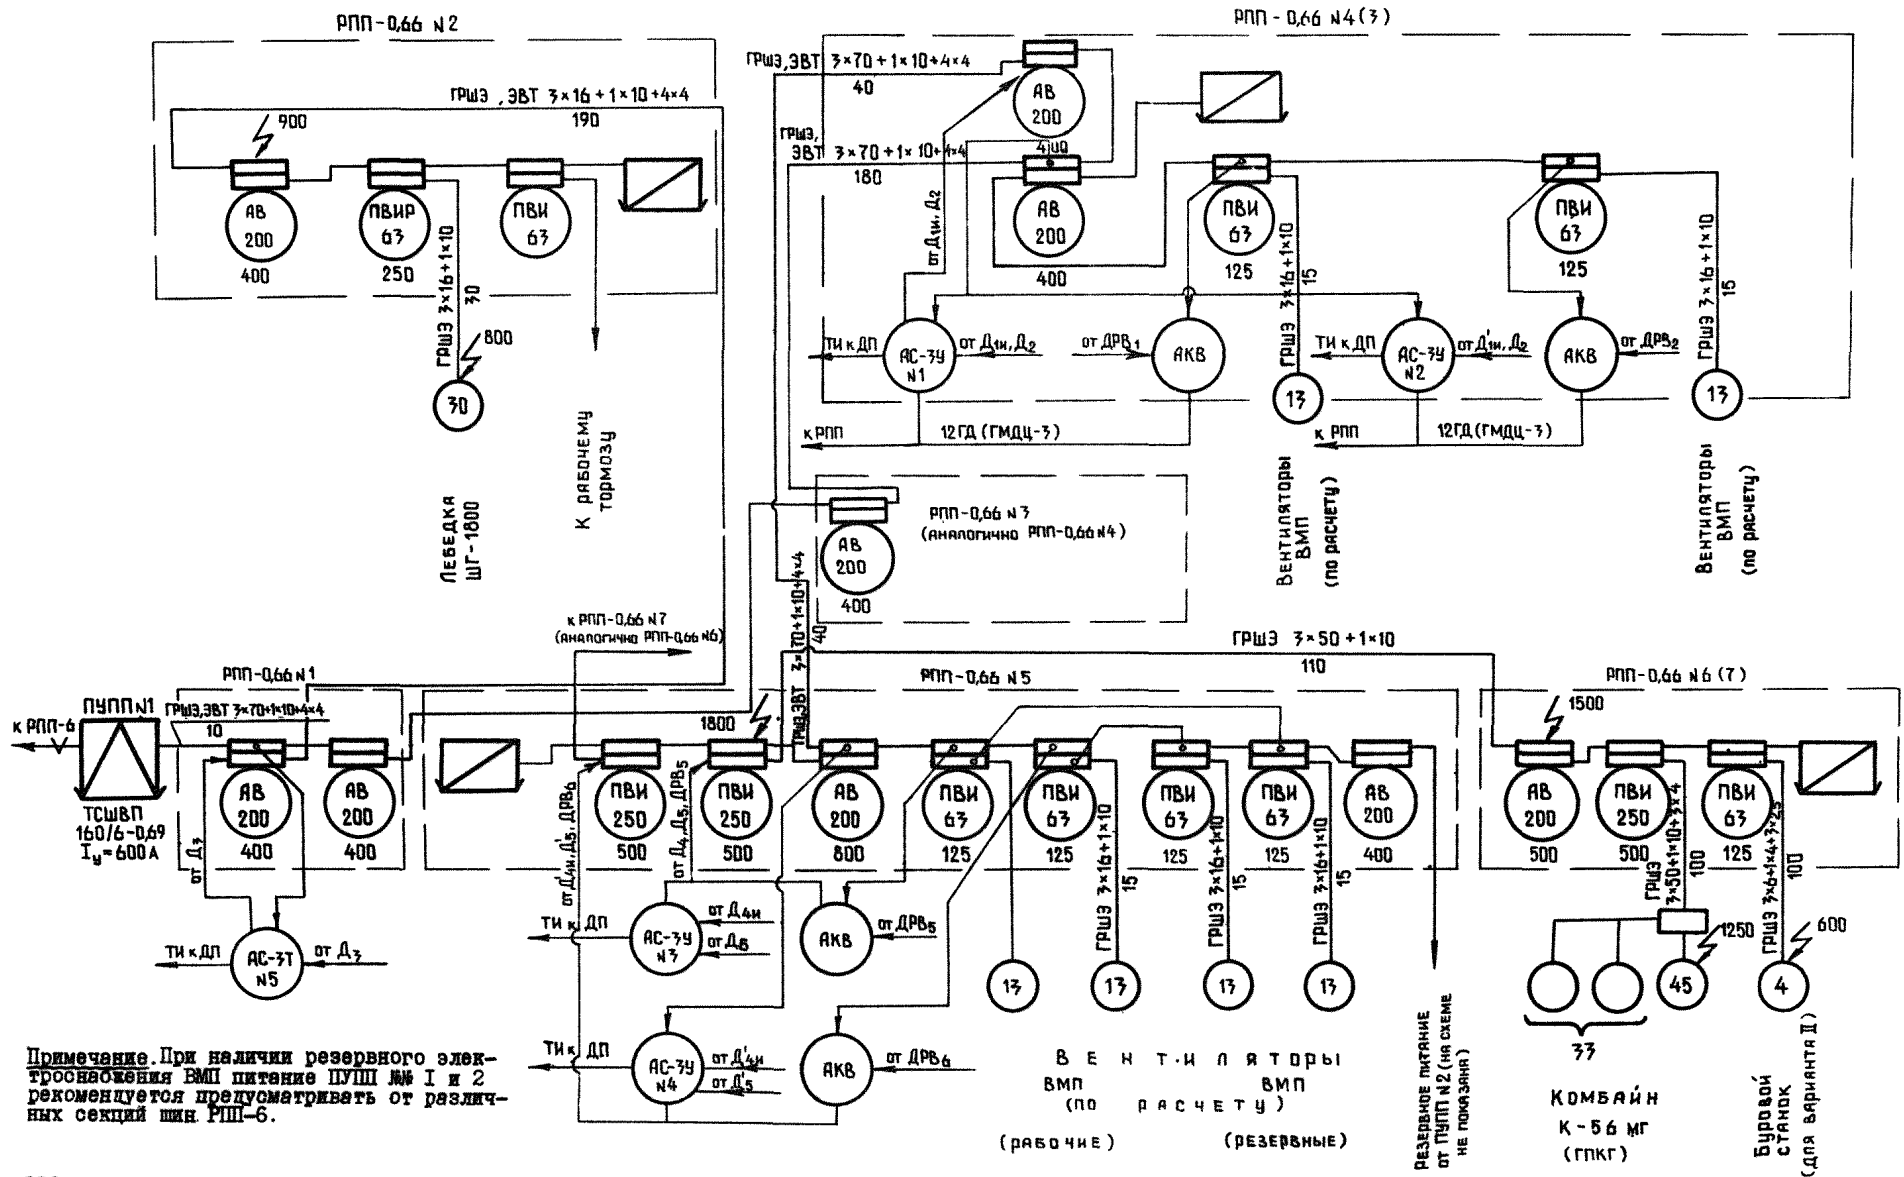 РПП-0,66 N2
ГРШЭ, ЭВТ 3×16+1×10+4×4
190
900
АВ
200
400
ПВИР
63
250
ПВИ
63
ГРШЭ 3×16+1×10
30
800
30
ЛЕБЕДКА
ШГ-1800
К РАБОЧЕМУ
ТОРМОЗУ
РПП-0,66 N4(3)
ГРШЭ,ЭВТ 3×70+1×10+4×4
40
АВ
200
ГРШЭ,
ЭВТ 3×70+1×10+4×4
180
АВ
200
400
от Д1и, Д2
ПВИ
63
125
ГРШЭ 3×16+1×10
15
ПВИ
63
125
ГРШЭ 3×16+1×10
15
ТИ к ДП
АС-3У
N1
от Д1и, Д2
от ДРВ1
АКВ
13
ТИ к ДП
АС-3У
N2
от Д'1и, Д2
АКВ
от ДРВ2
13
к РПП
12ГД (ГМДЦ-3)
к РПП
12ГД (ГМДЦ-3)
ВЕНТИЛЯТОРЫ
ВМП
(ПО РАСЧЕТУ)
ВЕНТИЛЯТОРЫ
ВМП
(ПО РАСЧЕТУ)
РПП-0,66 N3
(АНАЛОГИЧНО РПП-0,66 N4)
АВ
200
400
ГРШЭ,ЭВТ 3×70+1×10+4×4
40
к РПП-0,66 N7
(АНАЛОГИЧНО РПП-0,66 N6)
ГРШЭ 3×50+1×10
110
РПП-0,66 N1
ПУПП N1
ГРШЭ,ЭВТ 3×70+1×10+4×4
10
к РПП-6
ТСШВП
160/6-0,69
Iу=600А
АВ
200
400
АВ
200
400
от Д3
ТИ к ДП
АС-3Т
N5
от Д3
РПП-0,66 N5
1800
ПВИ
250
500
ПВИ
250
500
АВ
200
800
ПВИ
63
125
ПВИ
63
125
ПВИ
63
125
ПВИ
63
125
АВ
200
400
от Д'4и, Д'5, ДРВ6
от Д4, Д5, ДРВ5
ГРШЭ 3×16+1×10
15
ГРШЭ 3×16+1×10
15
ГРШЭ 3×16+1×10
15
ТИ к ДП
АС-3У
N3
от Д4и
от Д5
АКВ
от ДРВ5
13
13
13
13
ТИ к ДП
АС-3У
N4
от Д'4и
от Д'5
АКВ
от ДРВ6
ВЕНТИЛЯТОРЫ
ВМП ВМП
(ПО РАСЧЕТУ)
(РАБОЧИЕ) (РЕЗЕРВНЫЕ)
РЕЗЕРВНОЕ ПИТАНИЕ
от ПУПП N2 (НА СХЕМЕ
НЕ ПОКАЗАНА)
РПП-0,66 N6(7)
1500
АВ
200
500
ПВИ
250
500
ПВИ
63
125
ГРШЭ
3×50+1×10+3×4
100
ГРШЭ 3×6+1×4+3×2,5
100
1250
600
45
4
33
КОМБАЙН
К-56 МГ
(ГПКГ)
БУРОВОЙ
СТАНОК
(ДЛЯ ВАРИАНТА II)
Примечание. При наличии резервного элек-
троснабжения ВМП питание ПУПП №№ I и 2
рекомендуется предусматривать от различ-
ных секций шин РПП-6.